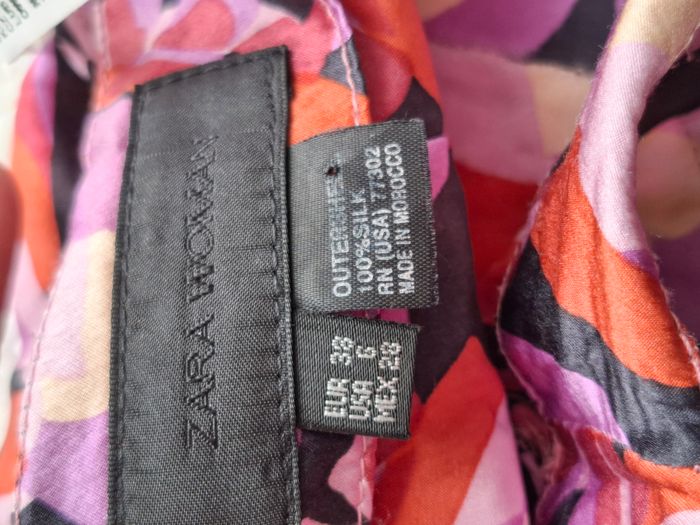 ZARA WOMAN
OUTERSHELL
100%SILK
RN (USA) 77302
MADE IN MOROCCO
EUR 38
USA 6
MEX 28